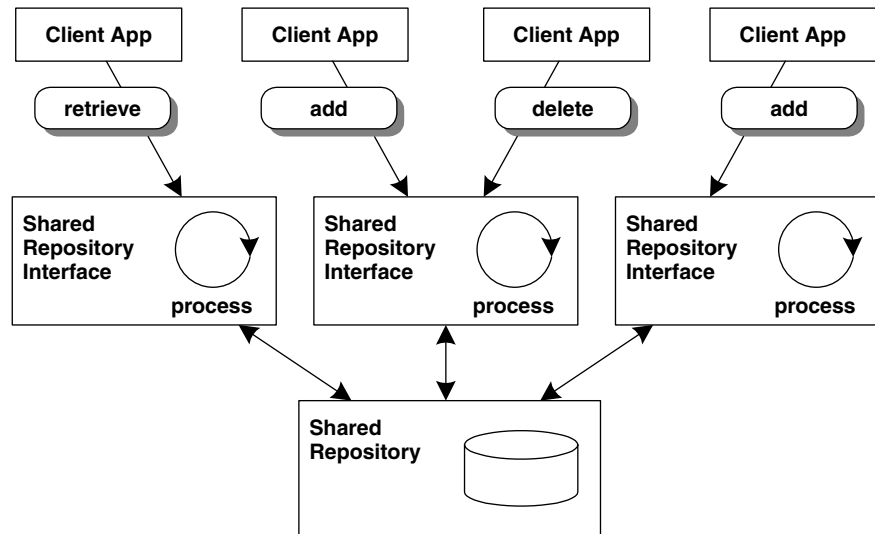 Client App
Client App
Client App
Client App
retrieve
add
delete
add
Shared
Repository
Interface
process
Shared
Repository
Interface
process
Shared
Repository
Interface
process
Shared
Repository